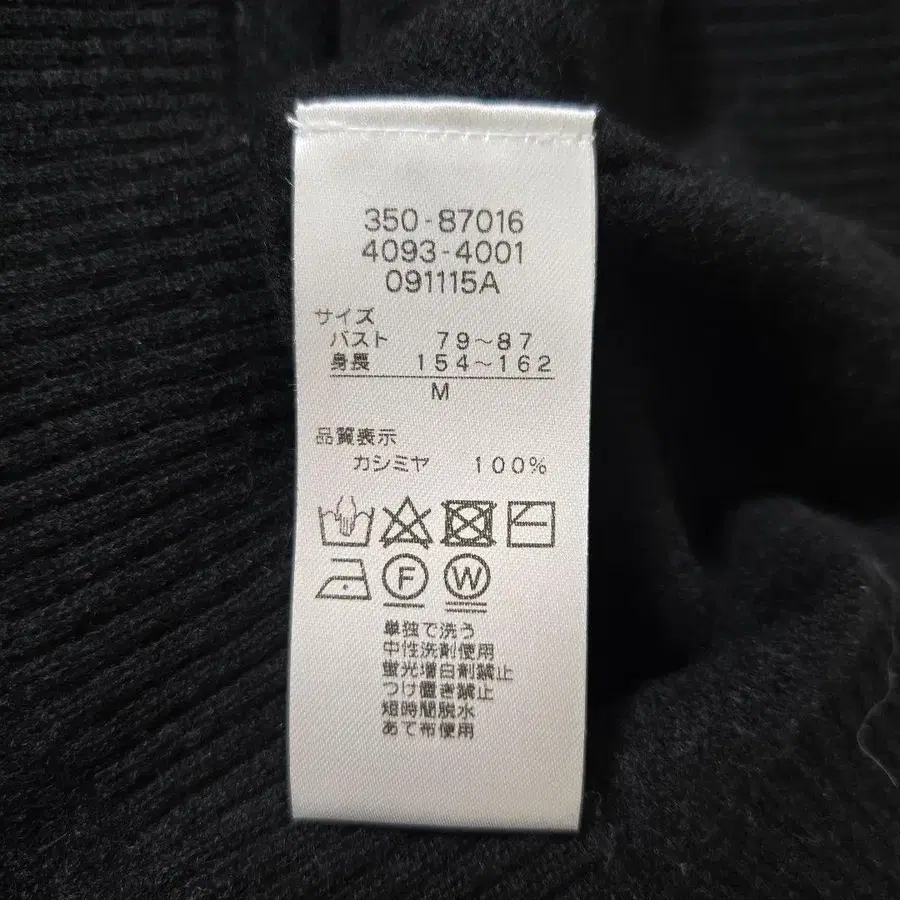 350-87016
4093-4001
091115A
サイズ
バスト 79～87
身長 154～162
M
品質表示
カシミヤ 100%
F
W
単独で洗う
中性洗剤使用
蛍光増白剤禁止
つけ置き禁止
短時間脱水
あて布使用